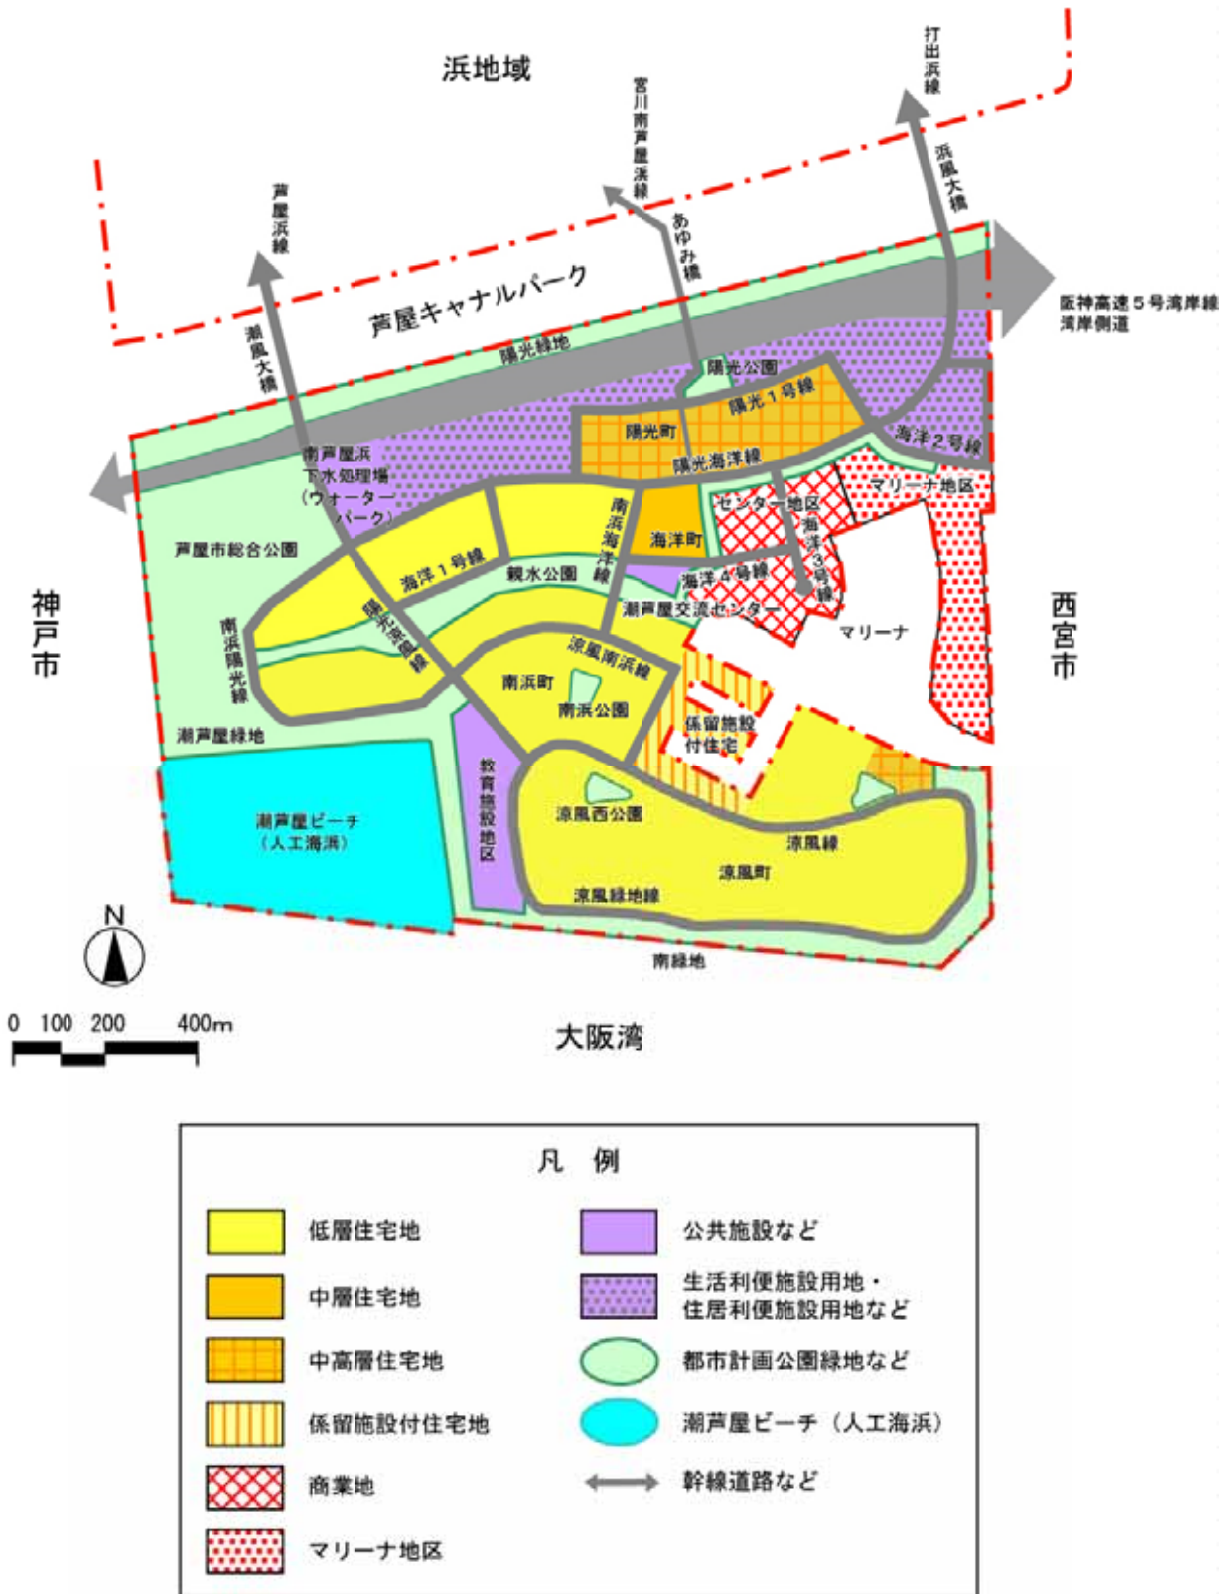 浜地域
打出浜線
宮川南芦屋浜線
浜風大橋
芦屋浜線
あゆみ橋
芦屋キャナルパーク
阪神高速5号湾岸線
湾岸側道
潮風大橋
陽光緑地
陽光公園
陽光1号線
陽光町
海洋2号線
南芦屋浜
下水処理場
（ウォーター
パーク）
陽光海洋線
マリーナ地区
センター地区
南浜海洋線
海洋町
海洋3号線
芦屋市総合公園
海洋1号線
親水公園
海洋4号線
潮芦屋交流センター
神戸市
西宮市
陽光涼風線
マリーナ
南浜陽光線
涼風南浜線
南浜町
南浜公園
係留施設
付住宅
潮芦屋緑地
教育施設地区
潮芦屋ビーチ
（人工海浜）
涼風西公園
涼風線
涼風町
涼風緑地線
南緑地
N
0 100 200 400m
大阪湾
凡 例
低層住宅地
中層住宅地
中高層住宅地
係留施設付住宅地
商業地
マリーナ地区
公共施設など
生活利便施設用地・
住居利便施設用地など
都市計画公園緑地など
潮芦屋ビーチ（人工海浜）
幹線道路など